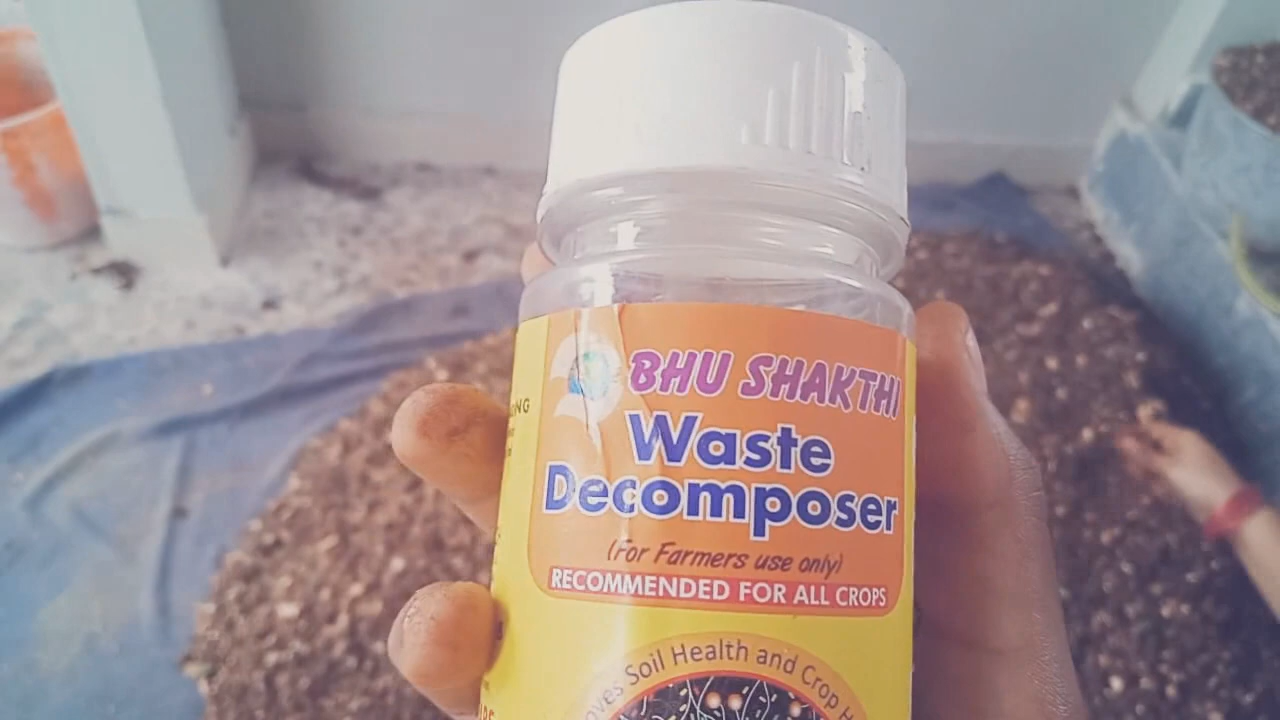 BHU SHAKTHI
Waste
Decomposer
(For Farmers use only)
RECOMMENDED FOR ALL CROPS
Soil Health and Crop